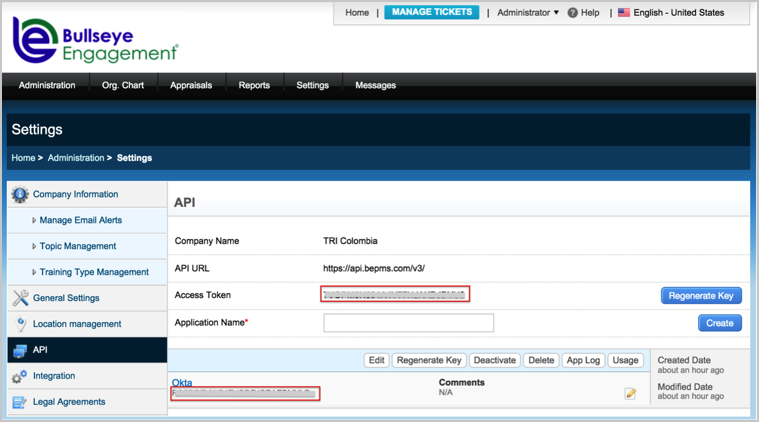 Home | MANAGE TICKETS | Administrator ▼ ? Help | English - United States
Bullseye
Engagement®
Administration Org. Chart Appraisals Reports Settings Messages
Settings
Home > Administration > Settings
Company Information
Manage Email Alerts
Topic Management
Training Type Management
General Settings
Location management
API
Integration
Legal Agreements
API
Company Name TRI Colombia
API URL https://api.bepms.com/v3/
Access Token Regenerate Key
Application Name* Create
Edit Regenerate Key Deactivate Delete App Log Usage
Okta
Comments
N/A
Created Date
about an hour ago
Modified Date
about an hour ago